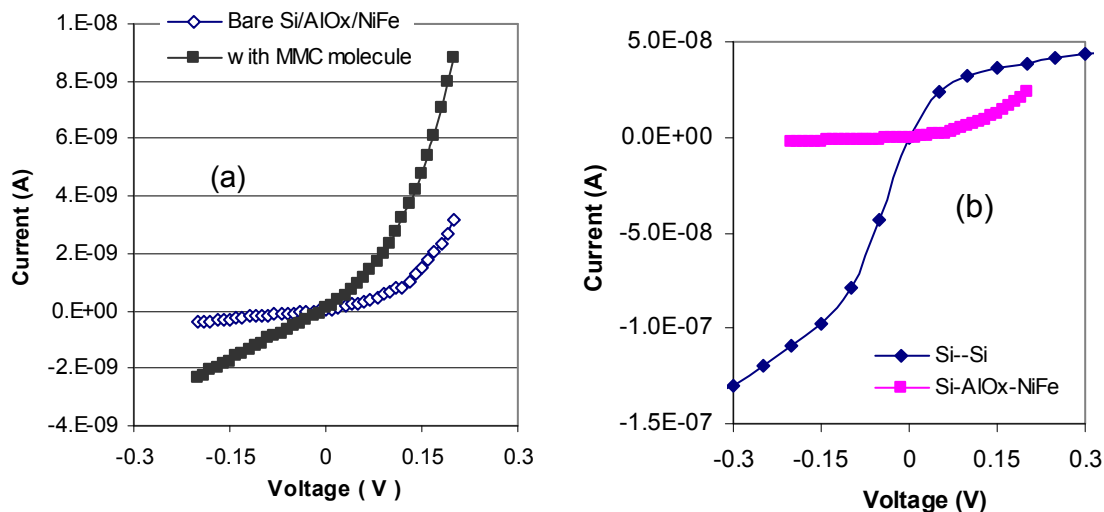 1.E-08
8.E-09
6.E-09
4.E-09
2.E-09
0.E+00
-2.E-09
-4.E-09
Current (A)
Bare Si/AlOx/NiFe
with MMC molecule
(a)
-0.3 -0.15 0 0.15 0.3
Voltage ( V )
5.0E-08
0.0E+00
-5.0E-08
-1.0E-07
-1.5E-07
Current (A)
(b)
Si--Si
Si-AlOx-NiFe
-0.3 -0.15 0 0.15 0.3
Voltage (V)